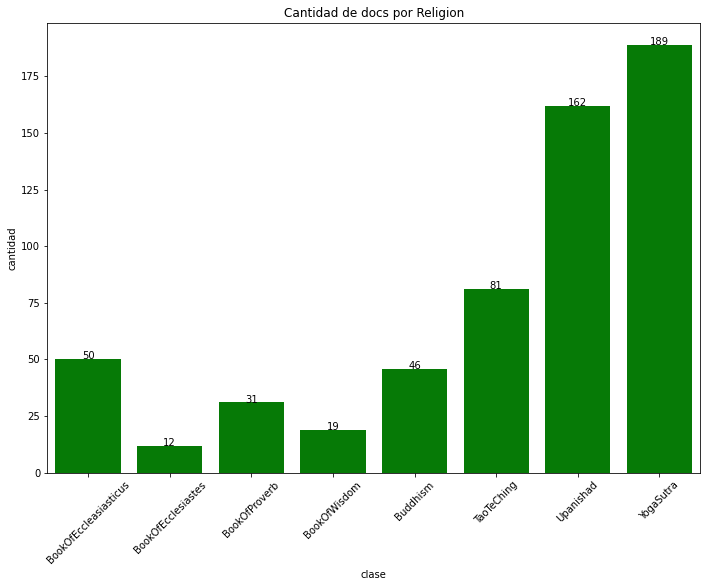 Cantidad de docs por Religion
189
175
162
150
125
cantidad
100
81
75
50
50
46
31
25
19
12
0
BookOfEccleasiasticus
BookOfEcclesiastes
BookOfProverb
BookOfWisdom
Buddhism
TaoTeChing
Upanishad
YogaSutra
clase